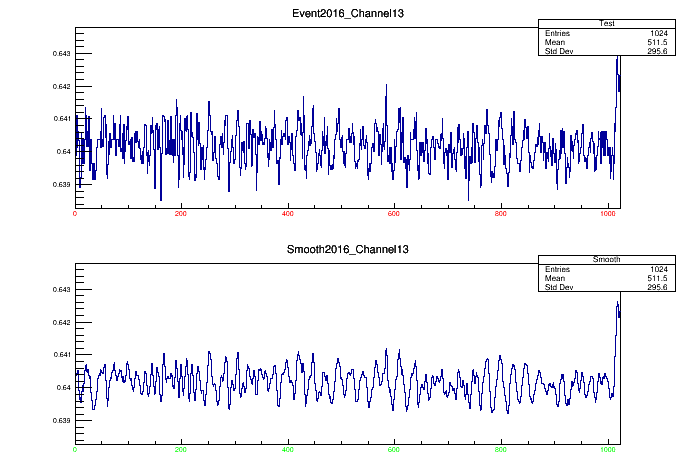 Event2016_Channel13
Test
Entries 1024
Mean 511.5
Std Dev 295.6
0.643
0.642
0.641
0.64
0.639
0 200 400 600 800 1000
Smooth2016_Channel13
Smooth
Entries 1024
Mean 511.5
Std Dev 295.6
0.643
0.642
0.641
0.64
0.639
0 200 400 600 800 1000